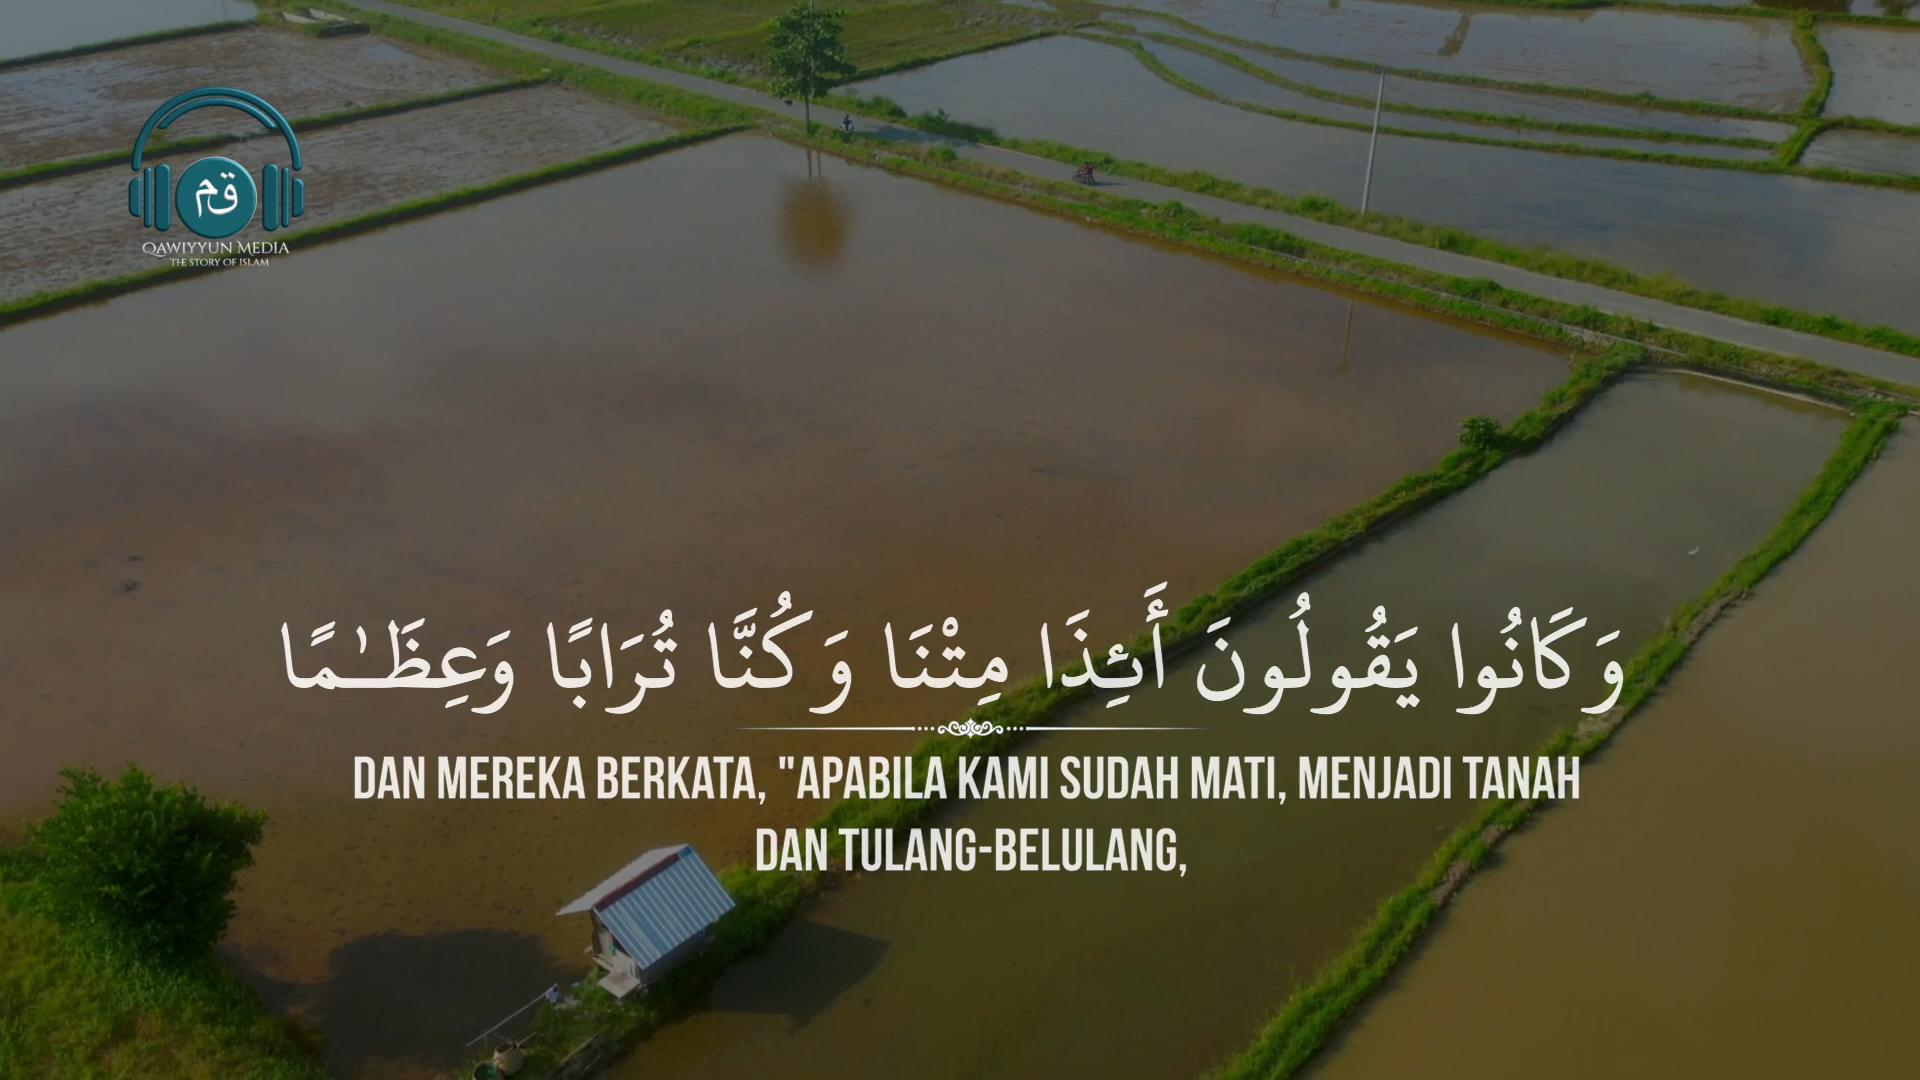 قم
QAWIYYUN MEDIA
THE STORY OF ISLAM
وَكَانُوا يَقُولُونَ أَئِذَا مِتْنَا وَكُنَّا تُرَابًا وَعِظَـٰمًا
DAN MEREKA BERKATA, "APABILA KAMI SUDAH MATI, MENJADI TANAH
DAN TULANG-BELULANG,